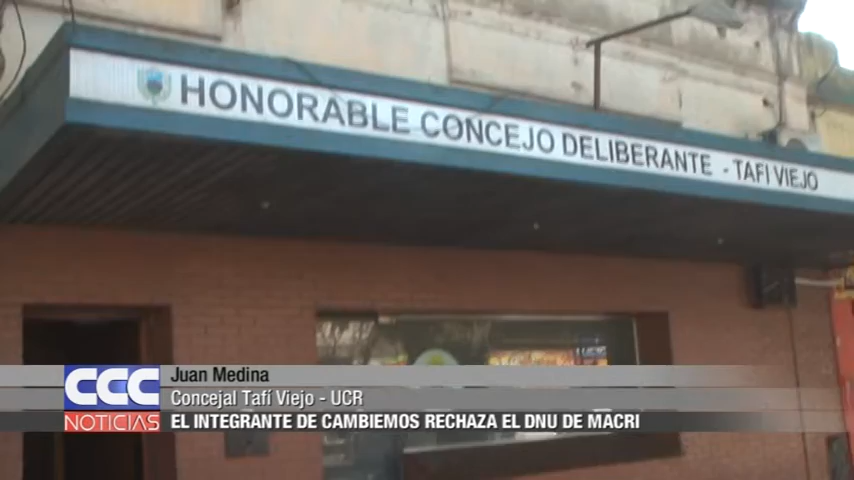 HONORABLE CONCEJO DELIBERANTE - TAFI VIEJO
CCC
NOTICIAS
Juan Medina
Concejal Tafí Viejo - UCR
EL INTEGRANTE DE CAMBIEMOS RECHAZA EL DNU DE MACRI